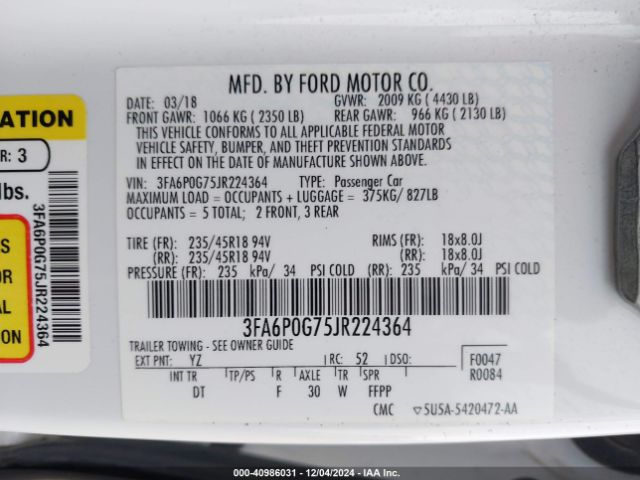 MFD. BY FORD MOTOR CO.
DATE: 03/18 GVWR: 2009 KG ( 4430 LB)
FRONT GAWR: 1066 KG ( 2350 LB) REAR GAWR: 966 KG ( 2130 LB)
THIS VEHICLE CONFORMS TO ALL APPLICABLE FEDERAL MOTOR
VEHICLE SAFETY, BUMPER, AND THEFT PREVENTION STANDARDS
IN EFFECT ON THE DATE OF MANUFACTURE SHOWN ABOVE.
VIN: 3FA6P0G75JR224364 TYPE: Passenger Car
MAXIMUM LOAD = OCCUPANTS + LUGGAGE = 375KG/ 827LB
OCCUPANTS = 5 TOTAL; 2 FRONT, 3 REAR
TIRE (FR): 235/45R18 94V RIMS (FR): 18x8.0J
(RR): 235/45R18 94V (RR): 18x8.0J
PRESSURE (FR): 235 kPa/ 34 PSI COLD (RR): 235 kPa/ 34 PSI COLD
3FA6P0G75JR224364
TRAILER TOWING - SEE OWNER GUIDE
EXT PNT: YZ RC: 52 DSO: F0047
R0084
INT TR TP/PS R AXLE TR SPR
DT F 30 W FFPP
CMC ▽SU5A-5420472-AA
ATION
R: 3
lbs.
S
OR
AL
S
3FA6P0G75JR224364
Stock: 40986031 - 12/04/2024 - IAA Inc.